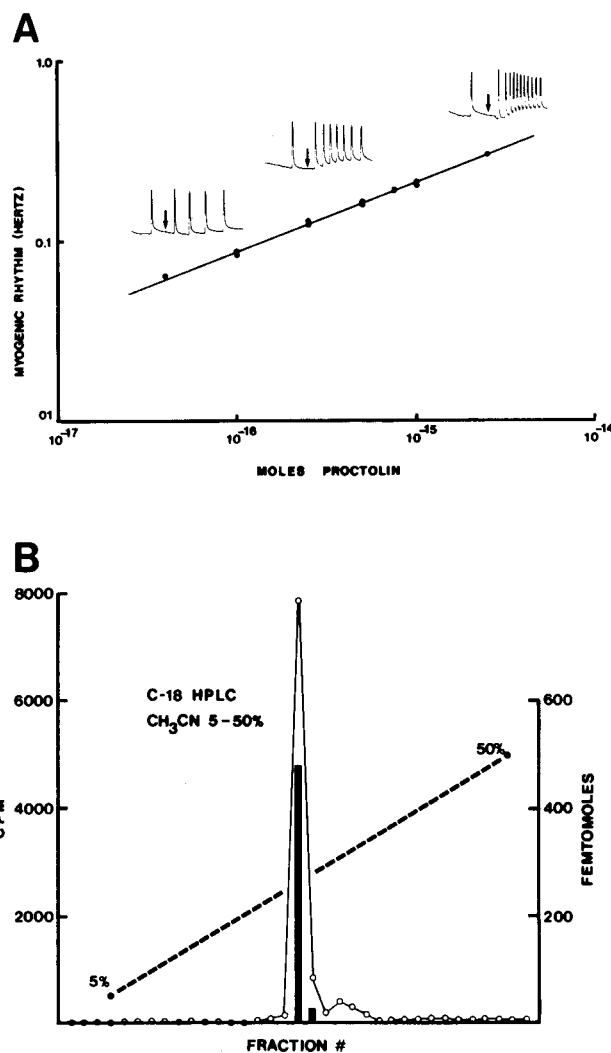 A
1.0
0.1
01
MYOGENIC RHYTHM (HERTZ)
10-17
10-16
10-15
10-14
MOLES PROCTOLIN
B
8000
6000
4000
2000
CPM
C-18 HPLC
CH3CN 5-50%
5%
50%
600
400
200
FEMTOMOLES
FRACTION #